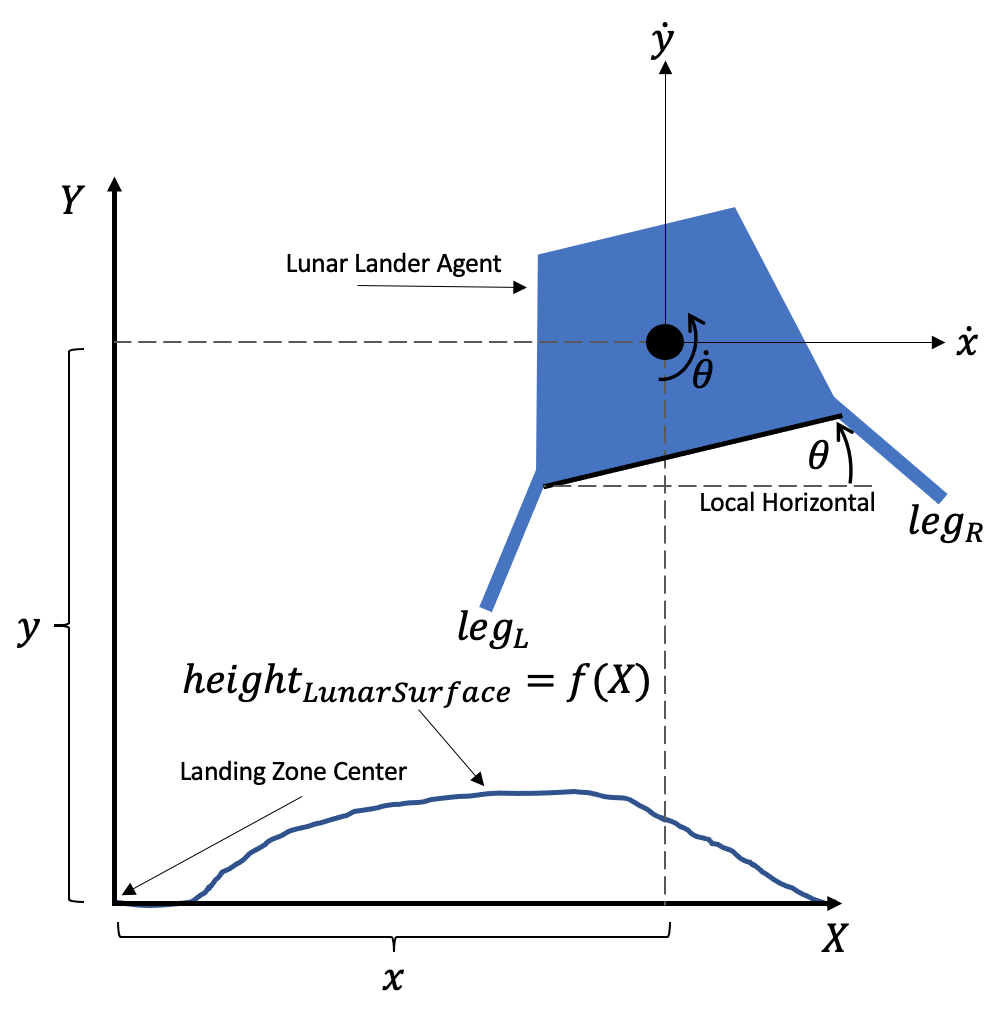 ẏ
Y
Lunar Lander Agent
ẋ
θ̇
θ
Local Horizontal
leg_R
leg_L
y
height_LunarSurface = f(X)
Landing Zone Center
X
x